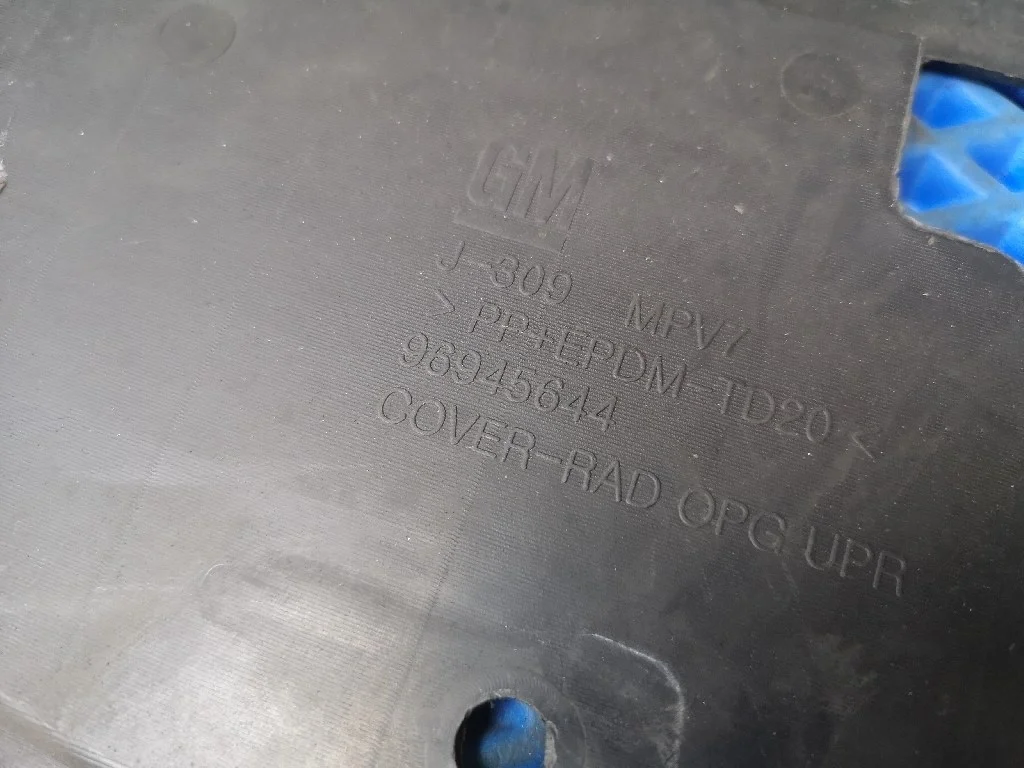 GM
J-309 MPV7
> PP+EPDM-TD20 <
96945644
COVER-RAD OPG UPR